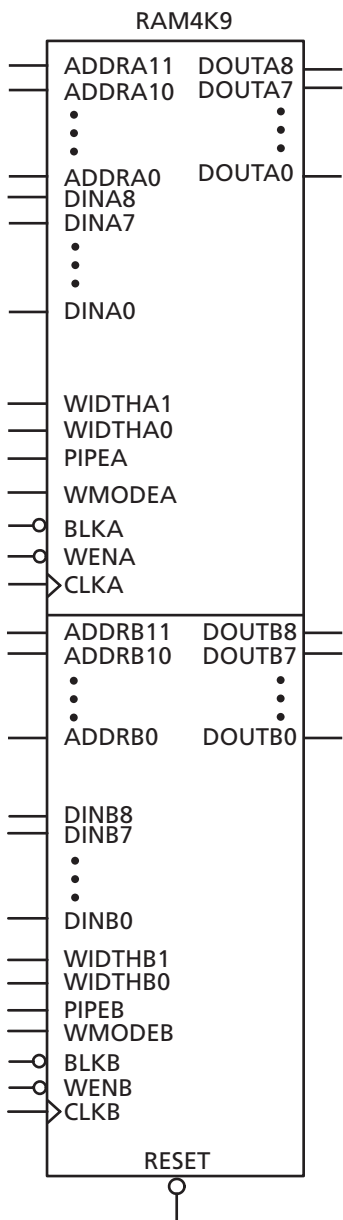 RAM4K9
ADDRA11 DOUTA8
ADDRA10 DOUTA7
ADDRA0 DOUTA0
DINA8
DINA7
DINA0
WIDTHA1
WIDTHA0
PIPEA
WMODEA
BLKA
WENA
CLKA
ADDRB11 DOUTB8
ADDRB10 DOUTB7
ADDRB0 DOUTB0
DINB8
DINB7
DINB0
WIDTHB1
WIDTHB0
PIPEB
WMODEB
BLKB
WENB
CLKB
RESET